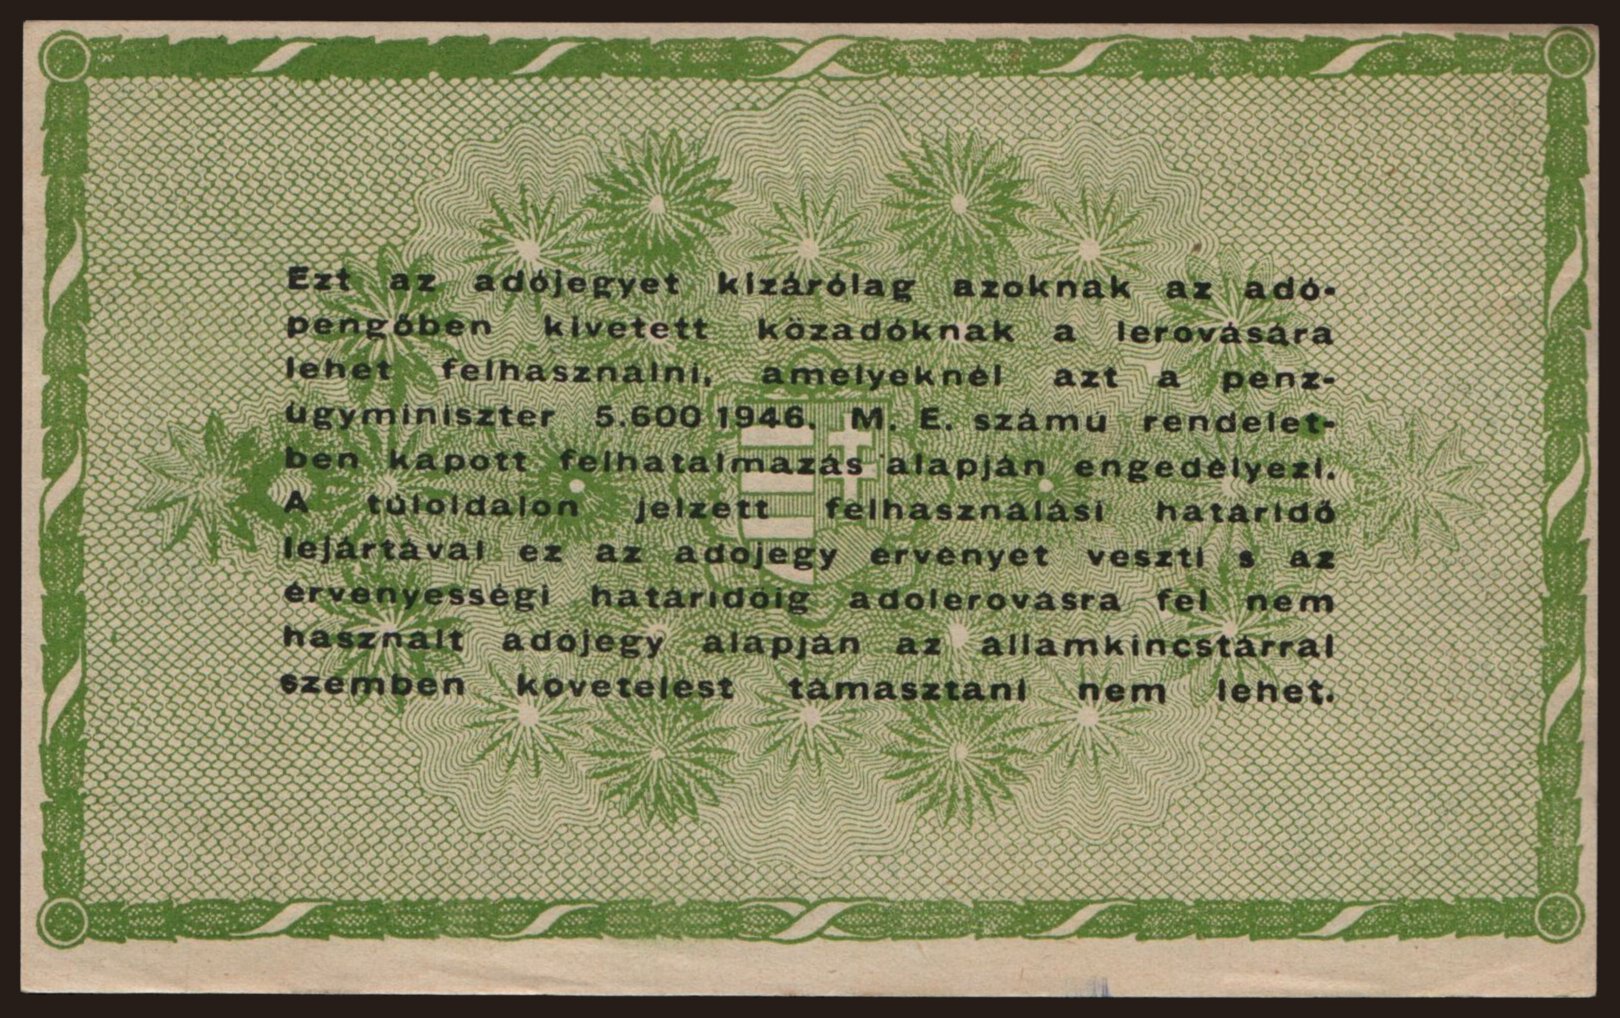 Ezt az adójegyet kizárólag azoknak az adó-
pengőben kivetett közadóknak a lerovására
lehet felhasználni, amelyeknél azt a pénz-
ügyminiszter 5.600 1946. M. E. számú rendelet-
ben kapott felhatalmazás alapján engedélyezi.
A túloldalon jelzett felhasználási határidő
lejártával ez az adójegy érvényét veszti s az
érvényességi határidőig adólerovásra fel nem
használt adójegy alapján az államkincstárral
szemben követelést támasztani nem lehet.